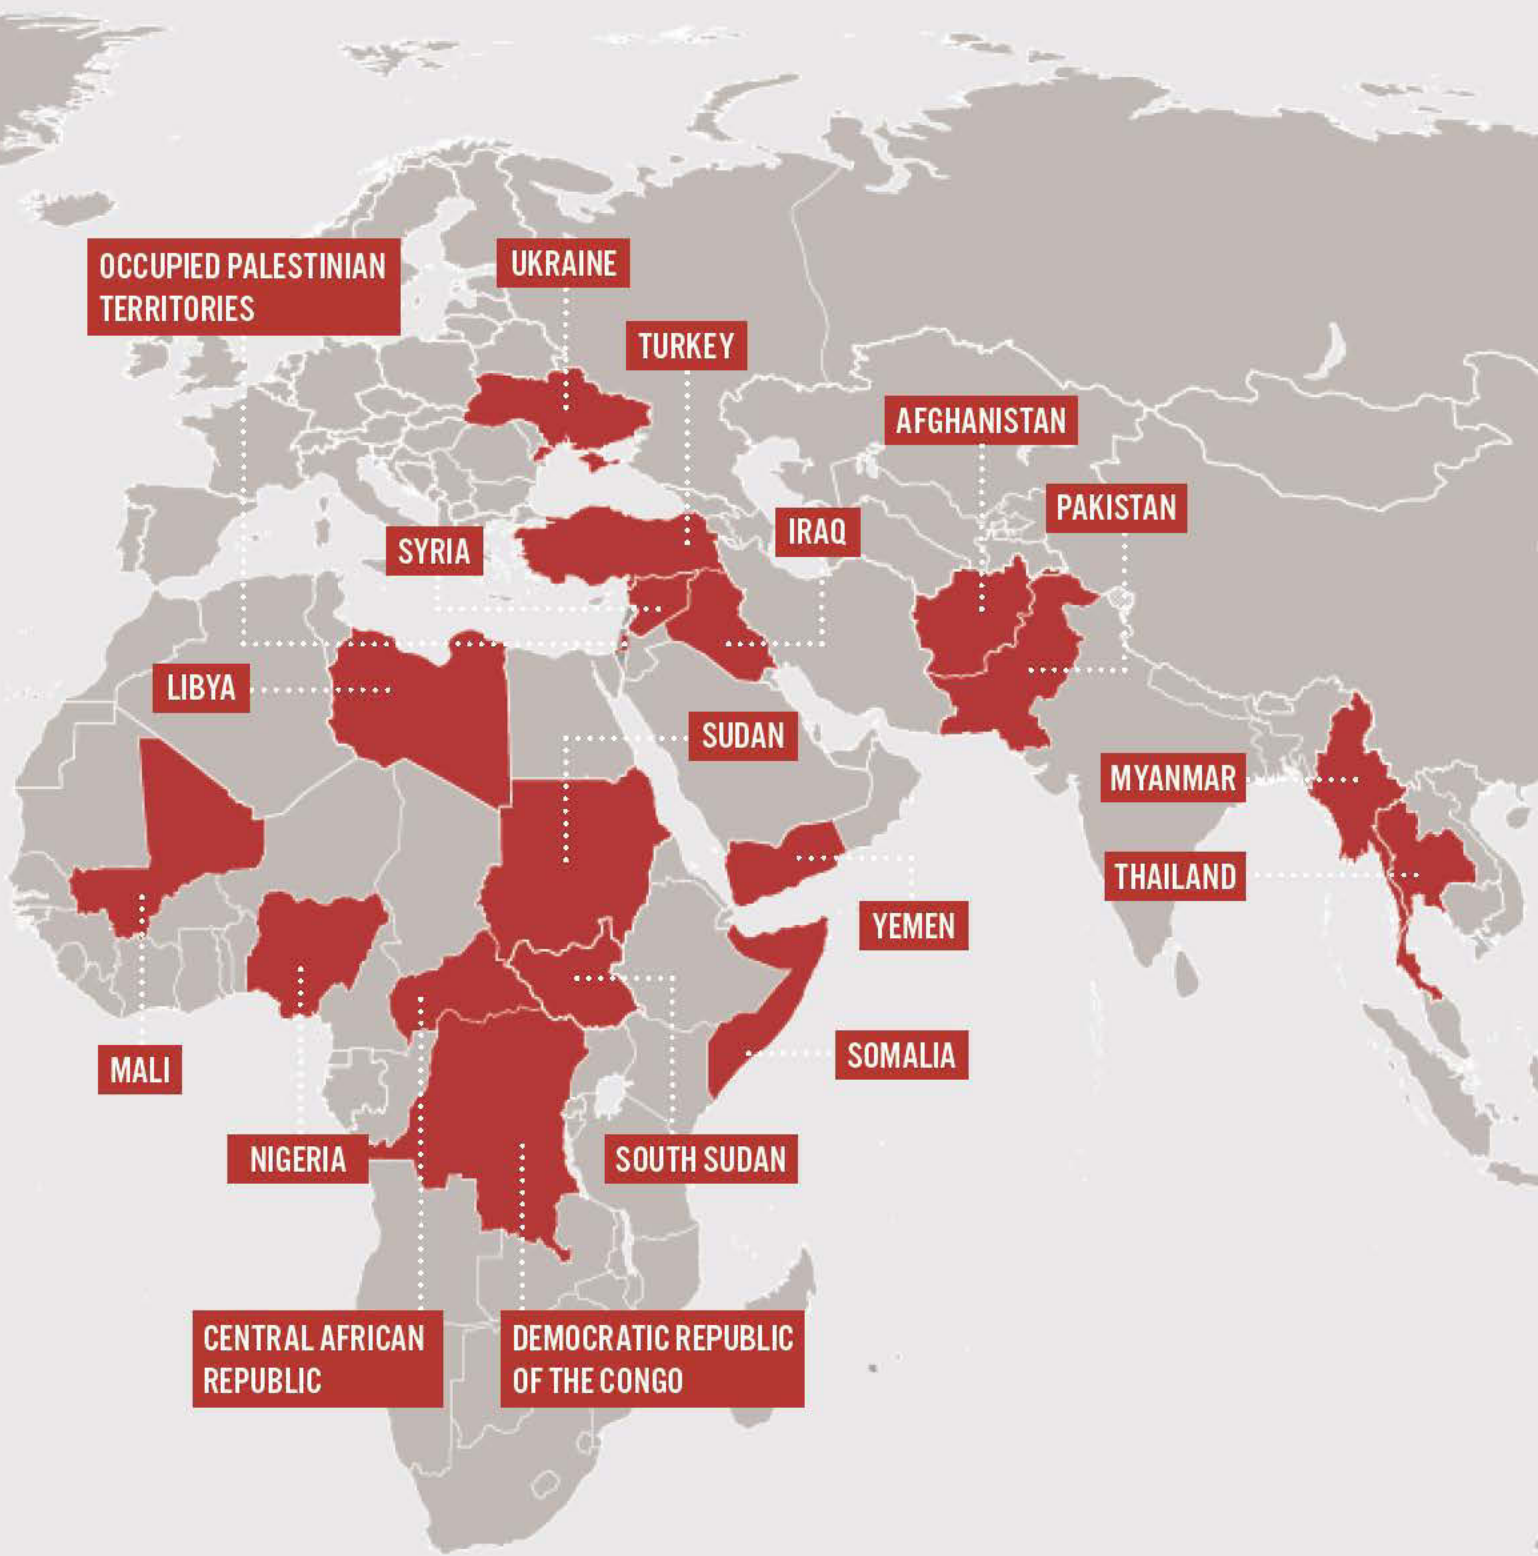 OCCUPIED PALESTINIAN
TERRITORIES
UKRAINE
TURKEY
AFGHANISTAN
PAKISTAN
IRAQ
SYRIA
LIBYA
SUDAN
MYANMAR
THAILAND
YEMEN
SOMALIA
MALI
NIGERIA
SOUTH SUDAN
CENTRAL AFRICAN
REPUBLIC
DEMOCRATIC REPUBLIC
OF THE CONGO